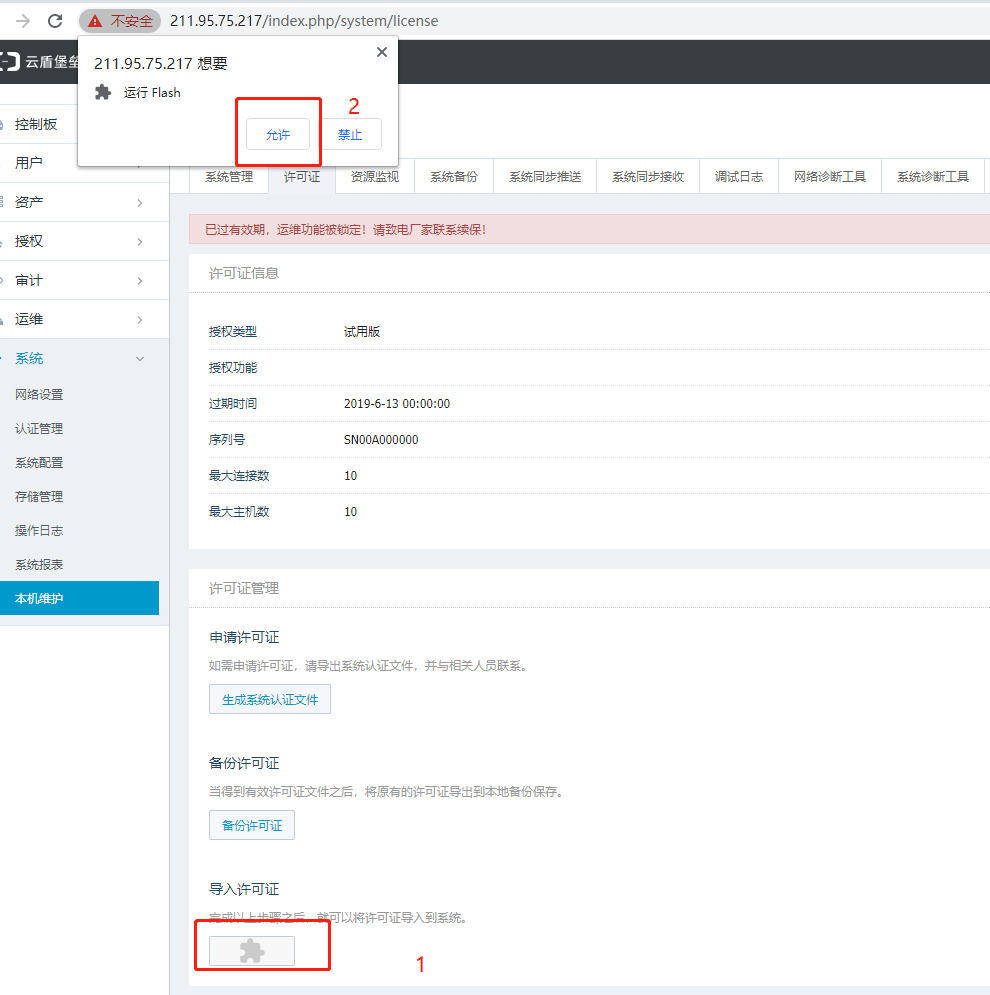 不安全 211.95.75.217/index.php/system/license
云盾堡垒
211.95.75.217 想要
运行 Flash
允许 禁止
2
控制板
用户
资产
授权
审计
运维
系统
网络设置
认证管理
系统配置
存储管理
操作日志
系统报表
本机维护
系统管理 许可证 资源监视 系统备份 系统同步推送 系统同步接收 调试日志 网络诊断工具 系统诊断工具
已过有效期，运维功能被锁定！请致电厂家联系续保！
许可证信息
授权类型 试用版
授权功能
过期时间 2019-6-13 00:00:00
序列号 SN00A000000
最大连接数 10
最大主机数 10
许可证管理
申请许可证
如需申请许可证，请导出系统认证文件，并与相关人员联系。
生成系统认证文件
备份许可证
当得到有效许可证文件之后，将原有的许可证导出到本地备份保存。
备份许可证
导入许可证
完成以上步骤之后，就可以将许可证导入到系统。
1